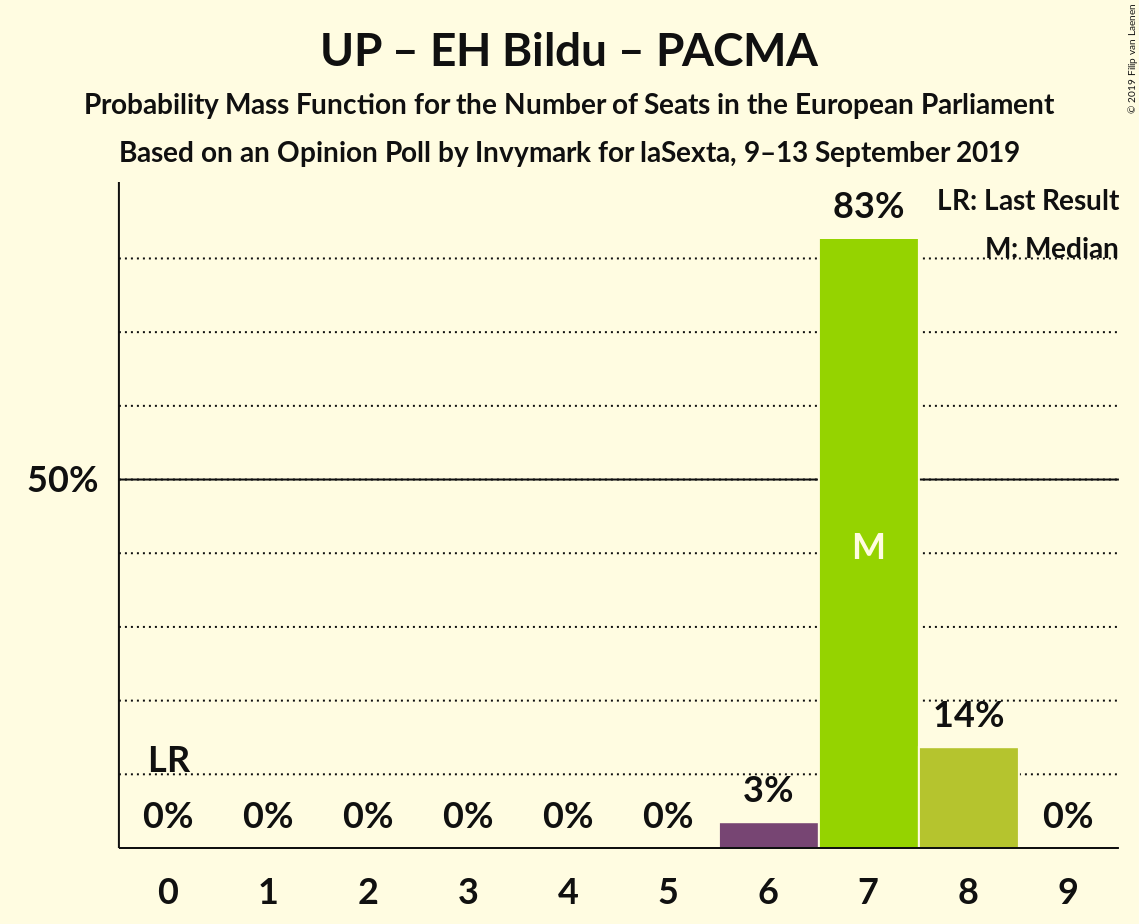 UP – EH Bildu – PACMA
Probability Mass Function for the Number of Seats in the European Parliament
Based on an Opinion Poll by Invymark for laSexta, 9–13 September 2019
© 2019 Filip van Laenen
LR: Last Result
M: Median
83%
50%
M
14%
LR
3%
0% 0% 0% 0% 0% 0% 0%
0 1 2 3 4 5 6 7 8 9